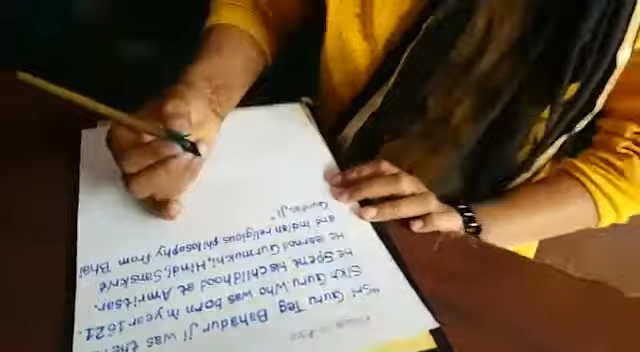 "Sri Guru Teg Bahadur ji was the
Sikh Guru who was born in year 1621.
He spent his childhood at Amritsar.
He learned Gurmukhi, Hindi, Sanskrit
and Indian religious philosophy from Bhai
Gurdas ji"